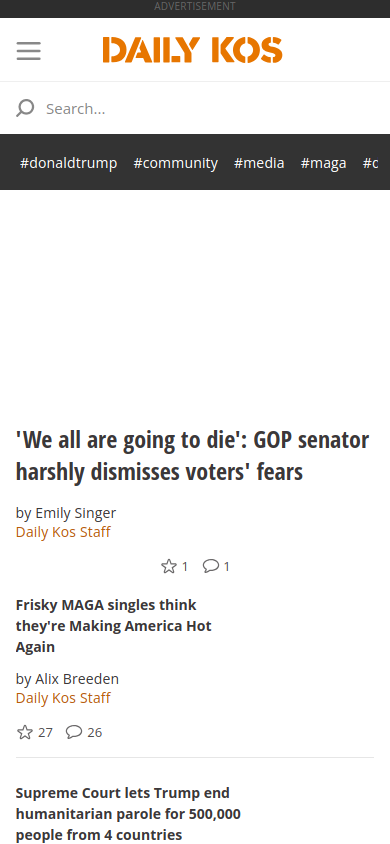 ADVERTISEMENT
DAILY KOS
Search...
#donaldtrump #community #media #maga
'We all are going to die': GOP senator
harshly dismisses voters' fears
by Emily Singer
Daily Kos Staff
1 1
Frisky MAGA singles think
they're Making America Hot
Again
by Alix Breeden
Daily Kos Staff
27 26
Supreme Court lets Trump end
humanitarian parole for 500,000
people from 4 countries